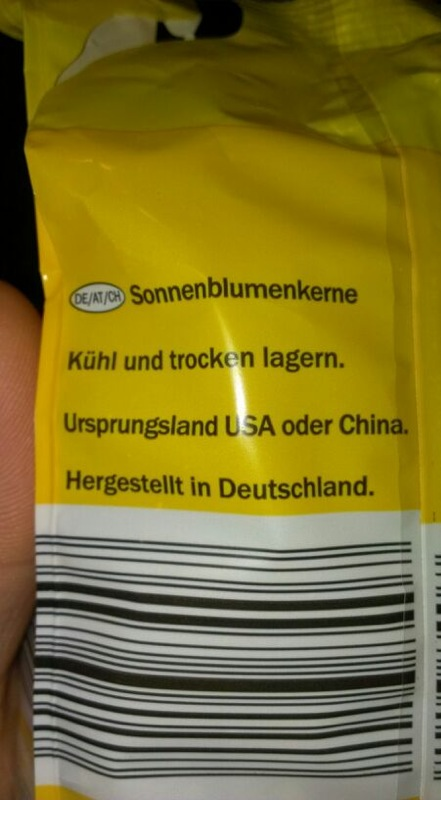 DE/AT/CH Sonnenblumenkerne
Kühl und trocken lagern.
Ursprungsland USA oder China.
Hergestellt in Deutschland.